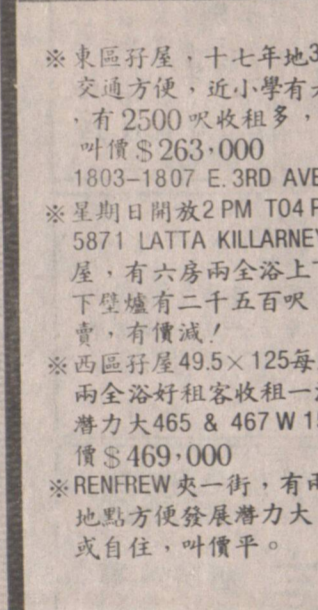 ※東區孖屋，十七年地3
交通方便，近小學有
，有2500呎收租多，
叫價＄263,000
1803-1807 E. 3RD AVE
※星期日開放2 PM TO4 P
5871 LATTA KILLARNEY
屋，有六房兩全浴上下
下壁爐有二千五百呎
賣，有價減！
※西區孖屋49.5×125每
兩全浴好租客收租一
潛力大465 & 467 W 1
價＄469,000
※RENFREW夾一街，有兩
地點方便發展潛力大
或自住，叫價平。